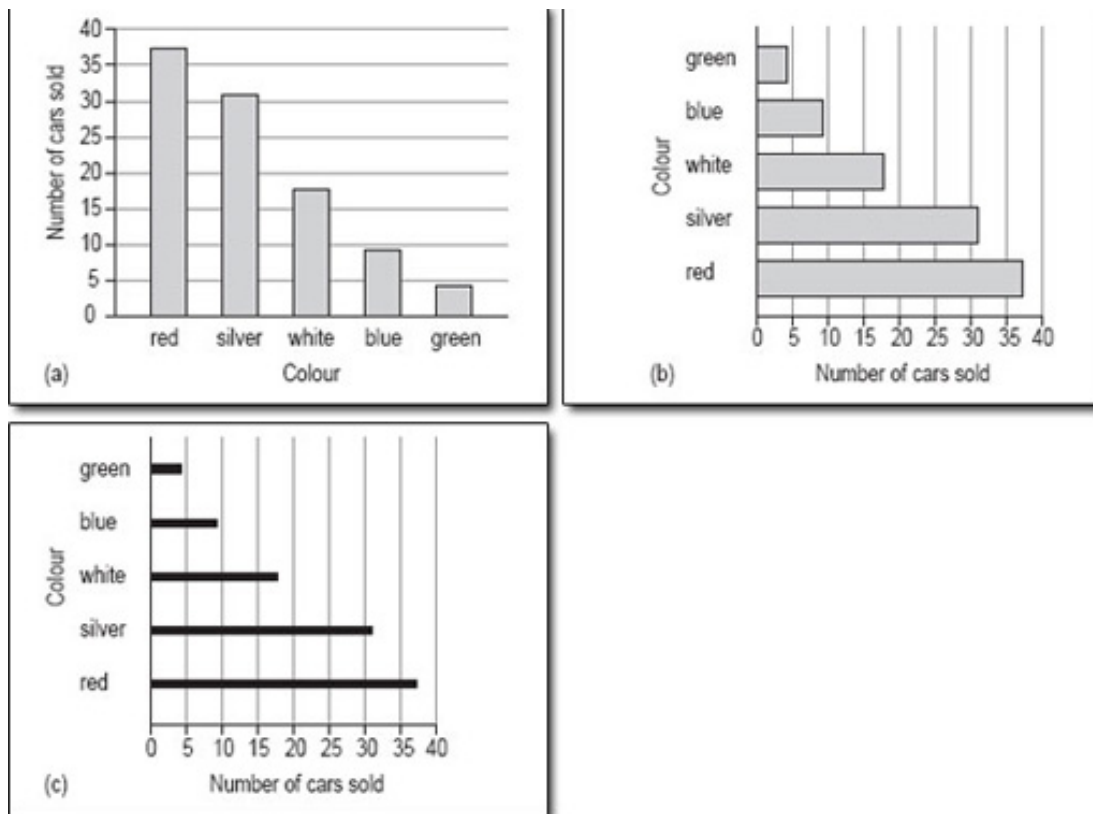 40
35
30
25
20
15
10
5
0
Number of cars sold
red silver white blue green
Colour
(a)
green
blue
white
silver
red
Colour
0 5 10 15 20 25 30 35 40
Number of cars sold
(b)
green
blue
white
silver
red
Colour
0 5 10 15 20 25 30 35 40
Number of cars sold
(c)